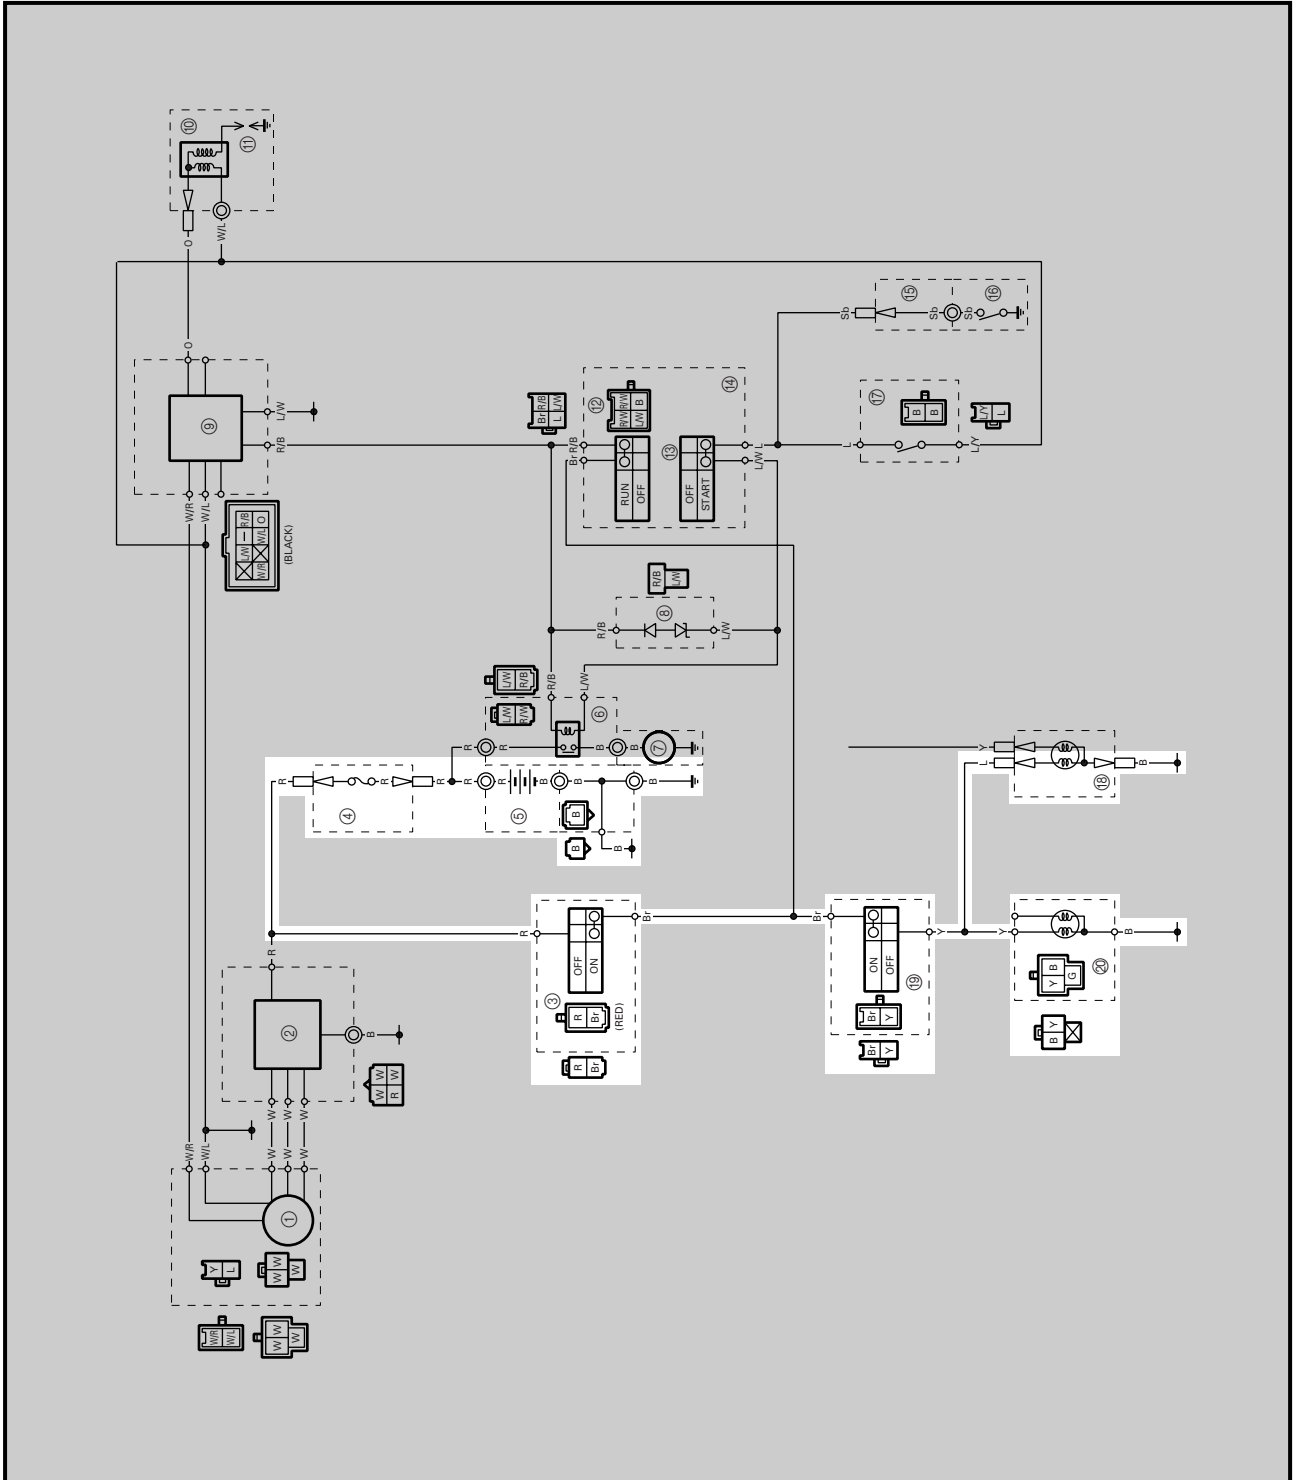 ⑩
⑪
O
W/L
O
⑨
L/W
R/B
W/R
W/L
L/W
—
R/B
W/R
W/L
O
(BLACK)
Sb
⑮
Sb
Sb
⑯
Br R/B
L L/W
⑫
R/W R/W
L/W B
⑭
R/B
Br
RUN
OFF
⑬
OFF
START
L
L/W
⑰
B
B
L/Y
L
L
L/Y
R/B
L/W
R/B
⑧
L/W
L/W
R/B
L/W
R/W
R/B
L/W
⑥
R
R
B
B
⑦
R
R
R
R
R
B
B
B
④
⑤
B
B
B
Y
L
⑱
B
R
OFF
ON
Br
③
R
Br
(RED)
R
Br
Br
ON
OFF
Y
⑲
Br
Y
Br
Y
Y
B
⑳
Y
B
G
B
Y
R
②
B
W
W
R
W
W
W
W
W
W/R
W/L
W
W
W
①
Y
L
W
W
W
W/R
W/L
W
W
W